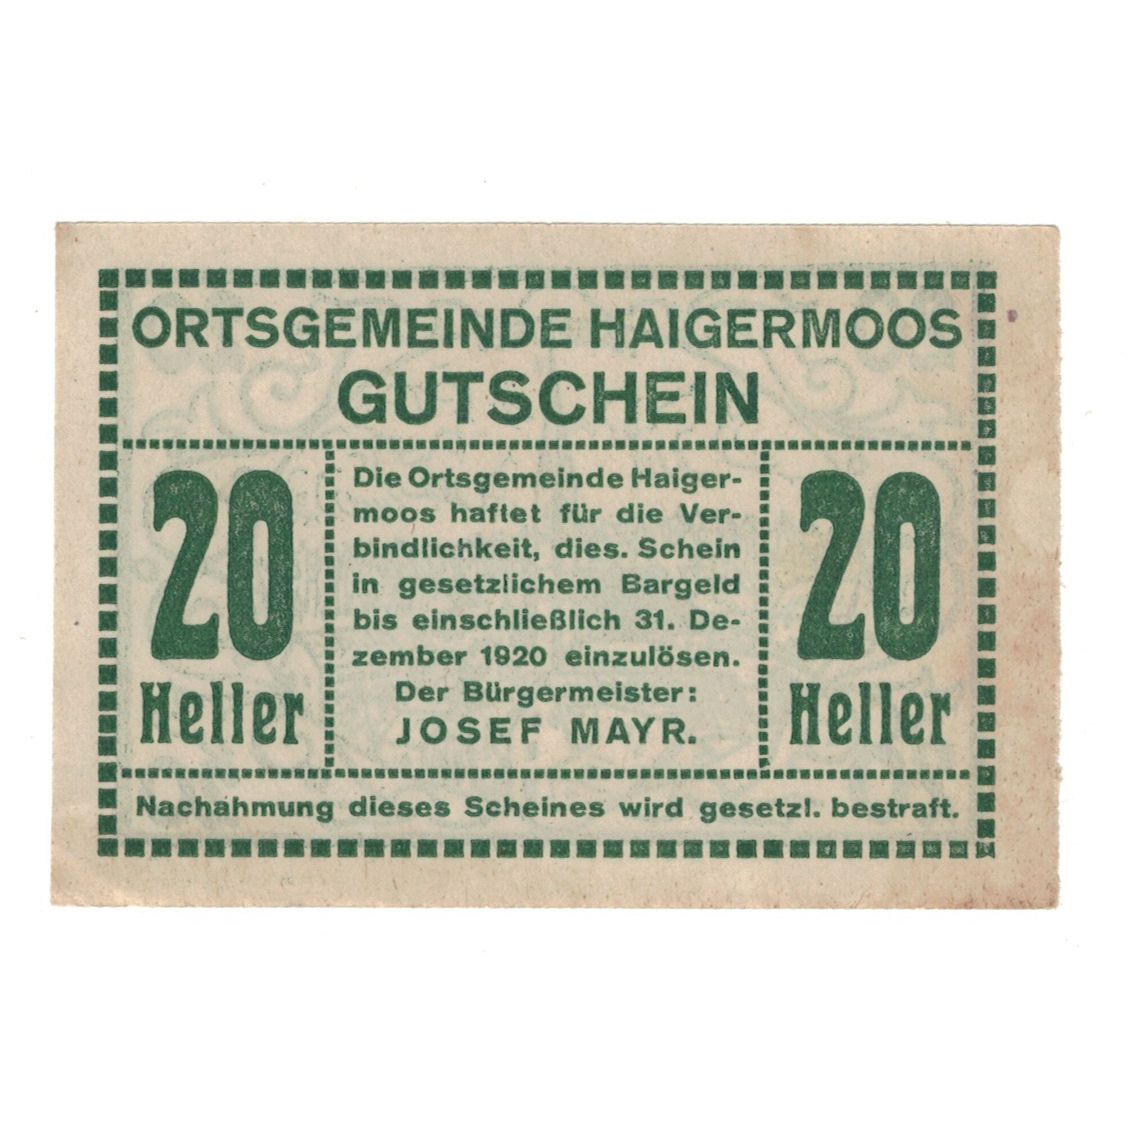 ORTSGEMEINDE HAIGERMOOS
GUTSCHEIN
20
Heller
Die Ortsgemeinde Haiger-
moos haftet für die Ver-
bindlichkeit, dies. Schein
in gesetzlichem Bargeld
bis einschließlich 31. De-
zember 1920 einzulösen.
Der Bürgermeister:
JOSEF MAYR.
20
Heller
Nachahmung dieses Scheines wird gesetzl. bestraft.